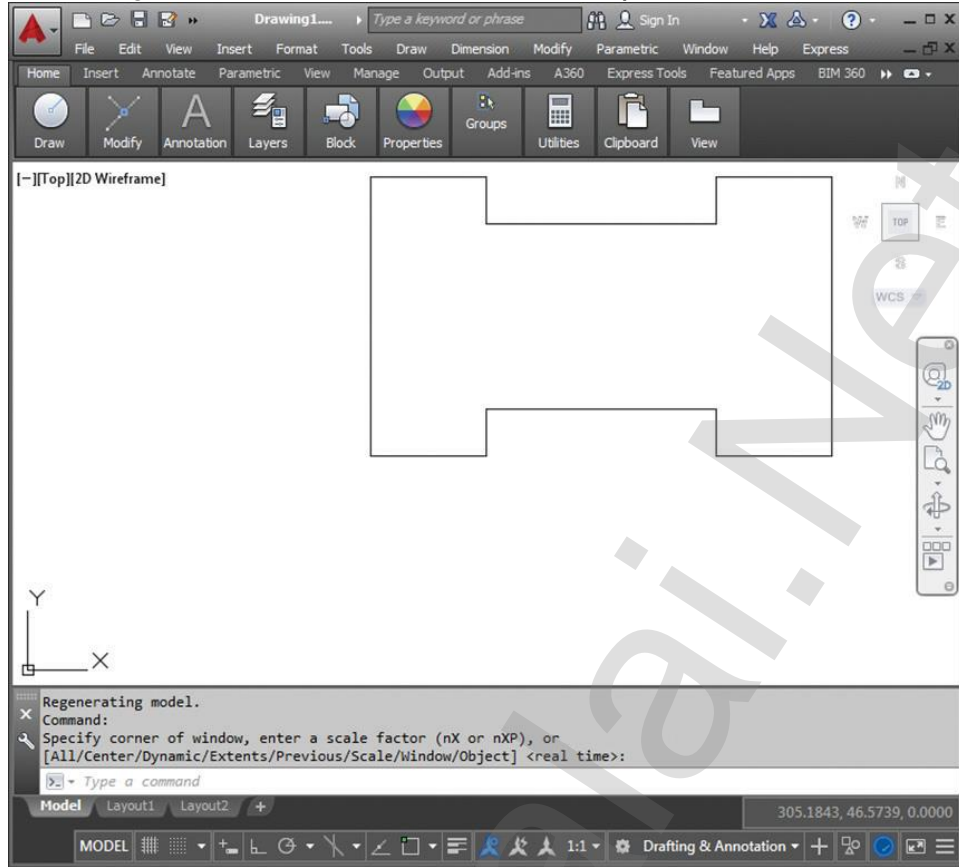 Drawing1....
Type a keyword or phrase
Sign In
File Edit View Insert Format Tools Draw Dimension Modify Parametric Window Help Express
Home Insert Annotate Parametric View Manage Output Add-ins A360 Express Tools Featured Apps BIM 360
Draw Modify Annotation Layers Block Properties Groups Utilities Clipboard View
[−][Top][2D Wireframe]
N
W TOP E
S
WCS
2D
Y
X
Regenerating model.
Command:
Specify corner of window, enter a scale factor (nX or nXP), or
[All/Center/Dynamic/Extents/Previous/Scale/Window/Object] <real time>:
Type a command
Model Layout1 Layout2 +
305.1843, 46.5739, 0.0000
MODEL 1:1 Drafting & Annotation